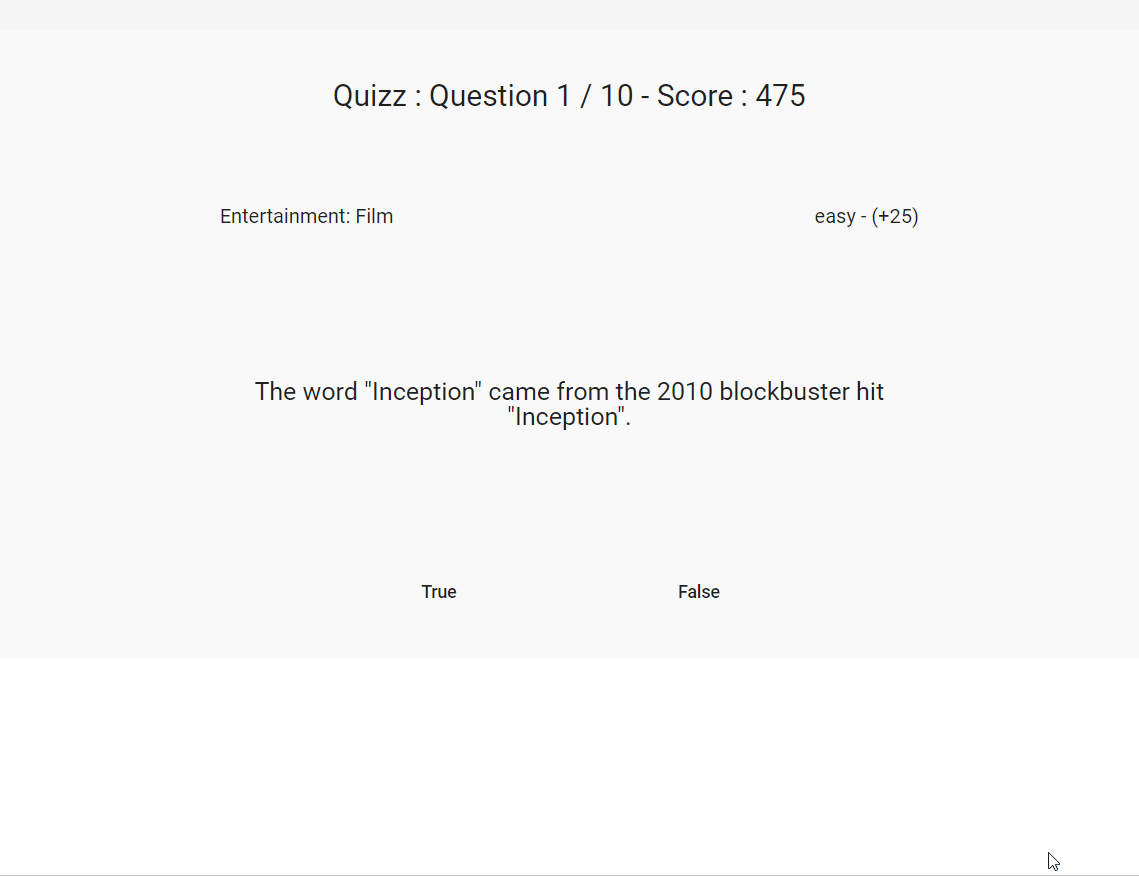 Quizz : Question 1 / 10 - Score : 475
Entertainment: Film
easy - (+25)
The word "Inception" came from the 2010 blockbuster hit
"Inception".
True
False